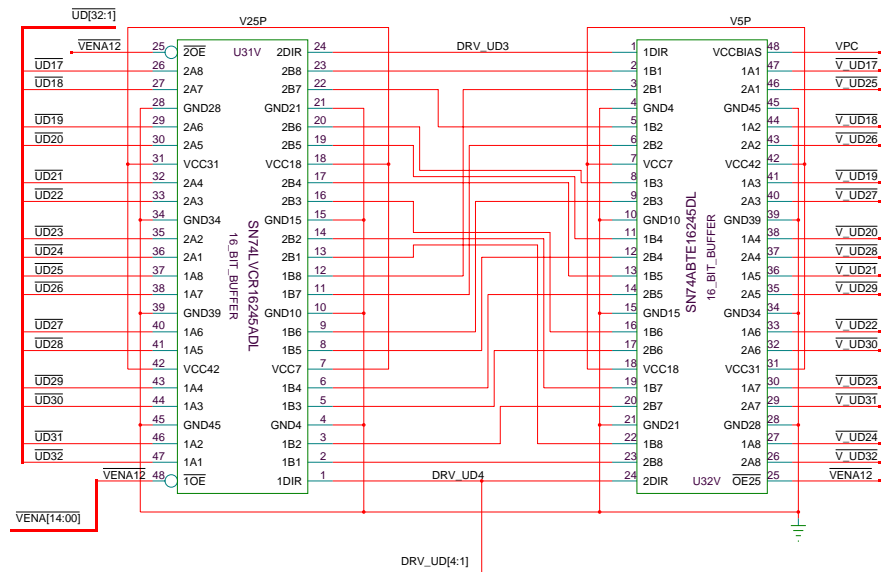 UD[32:1] V25P V5P
VENA12 25 2OE U31V 2DIR 24 DRV_UD3 1 1DIR VCCBIAS 48 VPC
UD17 26 2A8 2B8 23 2 1B1 1A1 47 V_UD17
UD18 27 2A7 2B7 22 3 2B1 2A1 46 V_UD25
28 GND28 GND21 21 4 GND4 GND45 45
UD19 29 2A6 2B6 20 5 1B2 1A2 44 V_UD18
UD20 30 2A5 2B5 19 6 2B2 2A2 43 V_UD26
31 VCC31 VCC18 18 7 VCC7 VCC42 42
UD21 32 2A4 2B4 17 8 1B3 1A3 41 V_UD19
UD22 33 2A3 2B3 16 9 2B3 2A3 40 V_UD27
34 GND34 GND15 15 10 GND10 GND39 39
UD23 35 2A2 2B2 14 11 1B4 1A4 38 V_UD20
UD24 36 2A1 2B1 13 12 2B4 2A4 37 V_UD28
UD25 37 1A8 1B8 12 13 1B5 1A5 36 V_UD21
UD26 38 1A7 1B7 11 14 2B5 2A5 35 V_UD29
39 GND39 GND10 10 15 GND15 GND34 34
UD27 40 1A6 1B6 9 16 1B6 1A6 33 V_UD22
UD28 41 1A5 1B5 8 17 2B6 2A6 32 V_UD30
42 VCC42 VCC7 7 18 VCC18 VCC31 31
UD29 43 1A4 1B4 6 19 1B7 1A7 30 V_UD23
UD30 44 1A3 1B3 5 20 2B7 2A7 29 V_UD31
45 GND45 GND4 4 21 GND21 GND28 28
UD31 46 1A2 1B2 3 22 1B8 1A8 27 V_UD24
UD32 47 1A1 1B1 2 23 2B8 2A8 26 V_UD32
VENA12 48 1OE 1DIR 1 DRV_UD4 24 2DIR U32V OE25 25 VENA12
SN74LVCR16245ADL
16_BIT_BUFFER
SN74ABTE16245DL
16_BIT_BUFFER
VENA[14:00]
DRV_UD[4:1]